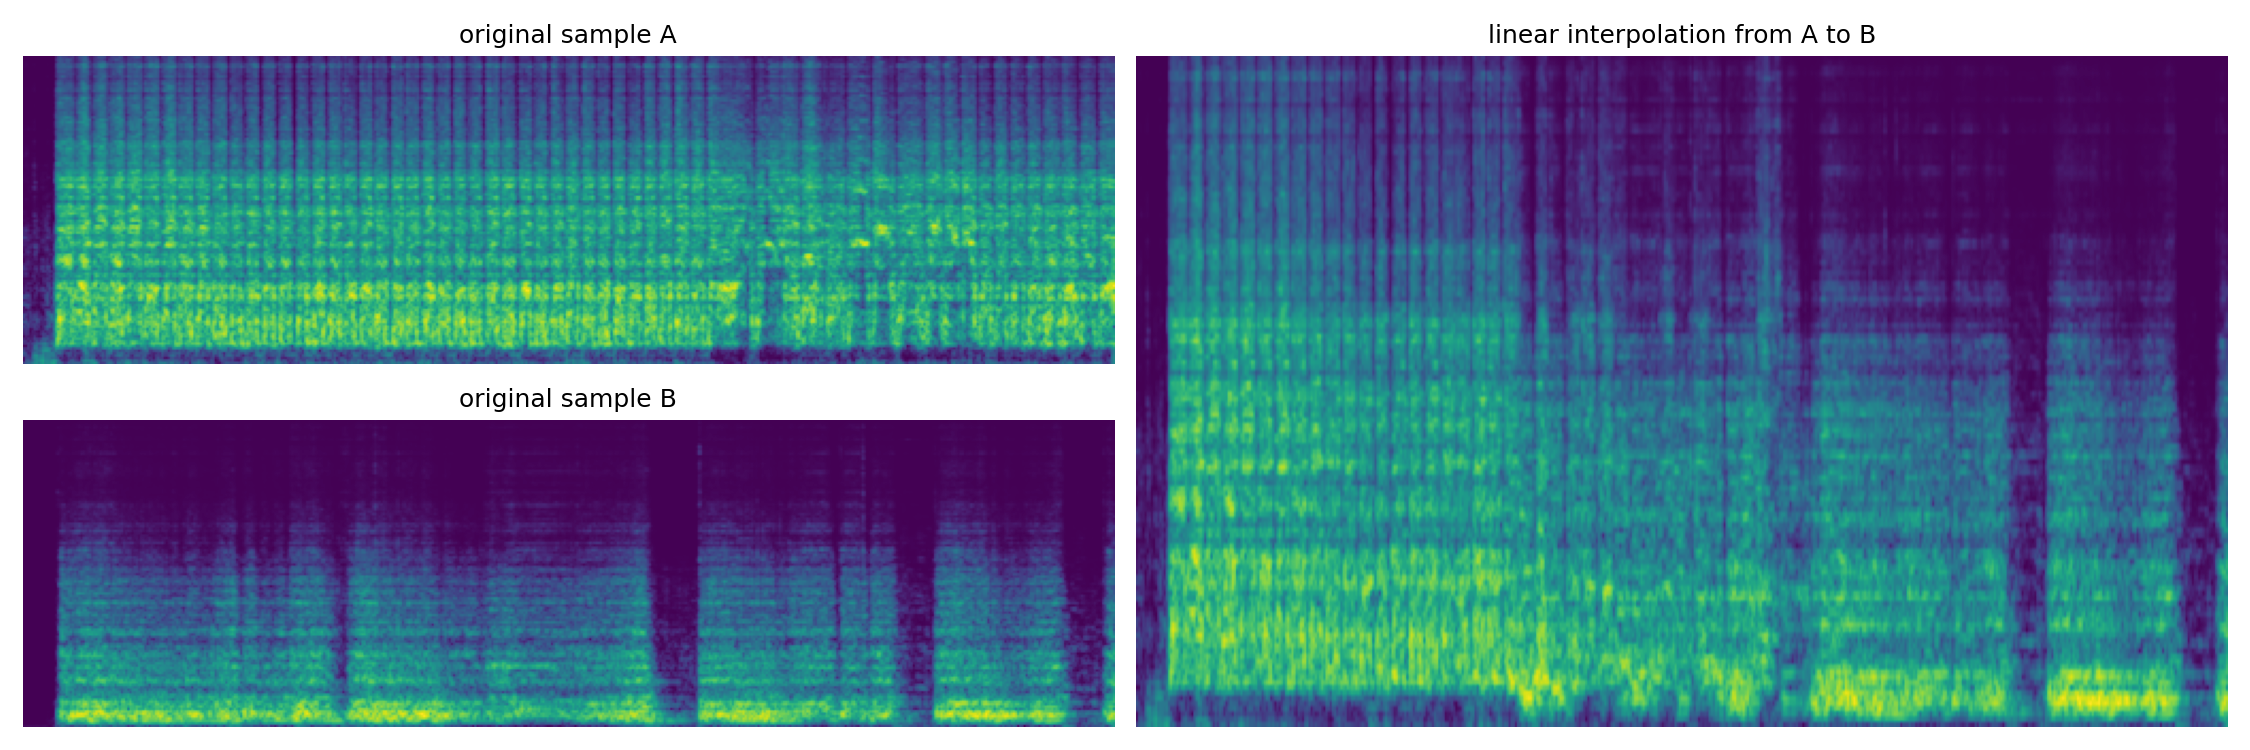 original sample A
original sample B
linear interpolation from A to B